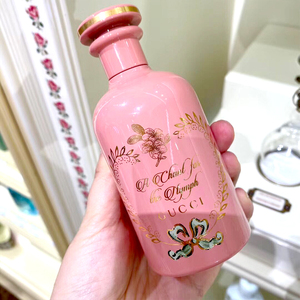 A Chant for
the Nymph
GUCCI